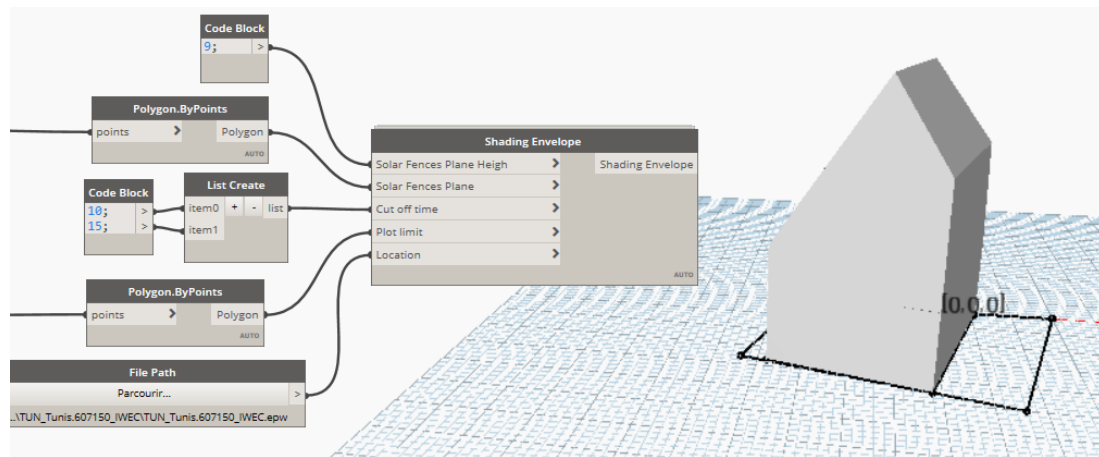 Code Block
9; >
Polygon.ByPoints
points > Polygon
AUTO
Code Block
10; >
15; >
List Create
item0 + - list
item1
Shading Envelope
Solar Fences Plane Heigh > Shading Envelope
Solar Fences Plane >
Cut off time >
Plot limit >
Location >
AUTO
Polygon.ByPoints
points > Polygon
AUTO
File Path
Parcourir... >
..\TUN_Tunis.607150_IWEC\TUN_Tunis.607150_IWEC.epw
(0,0,0)